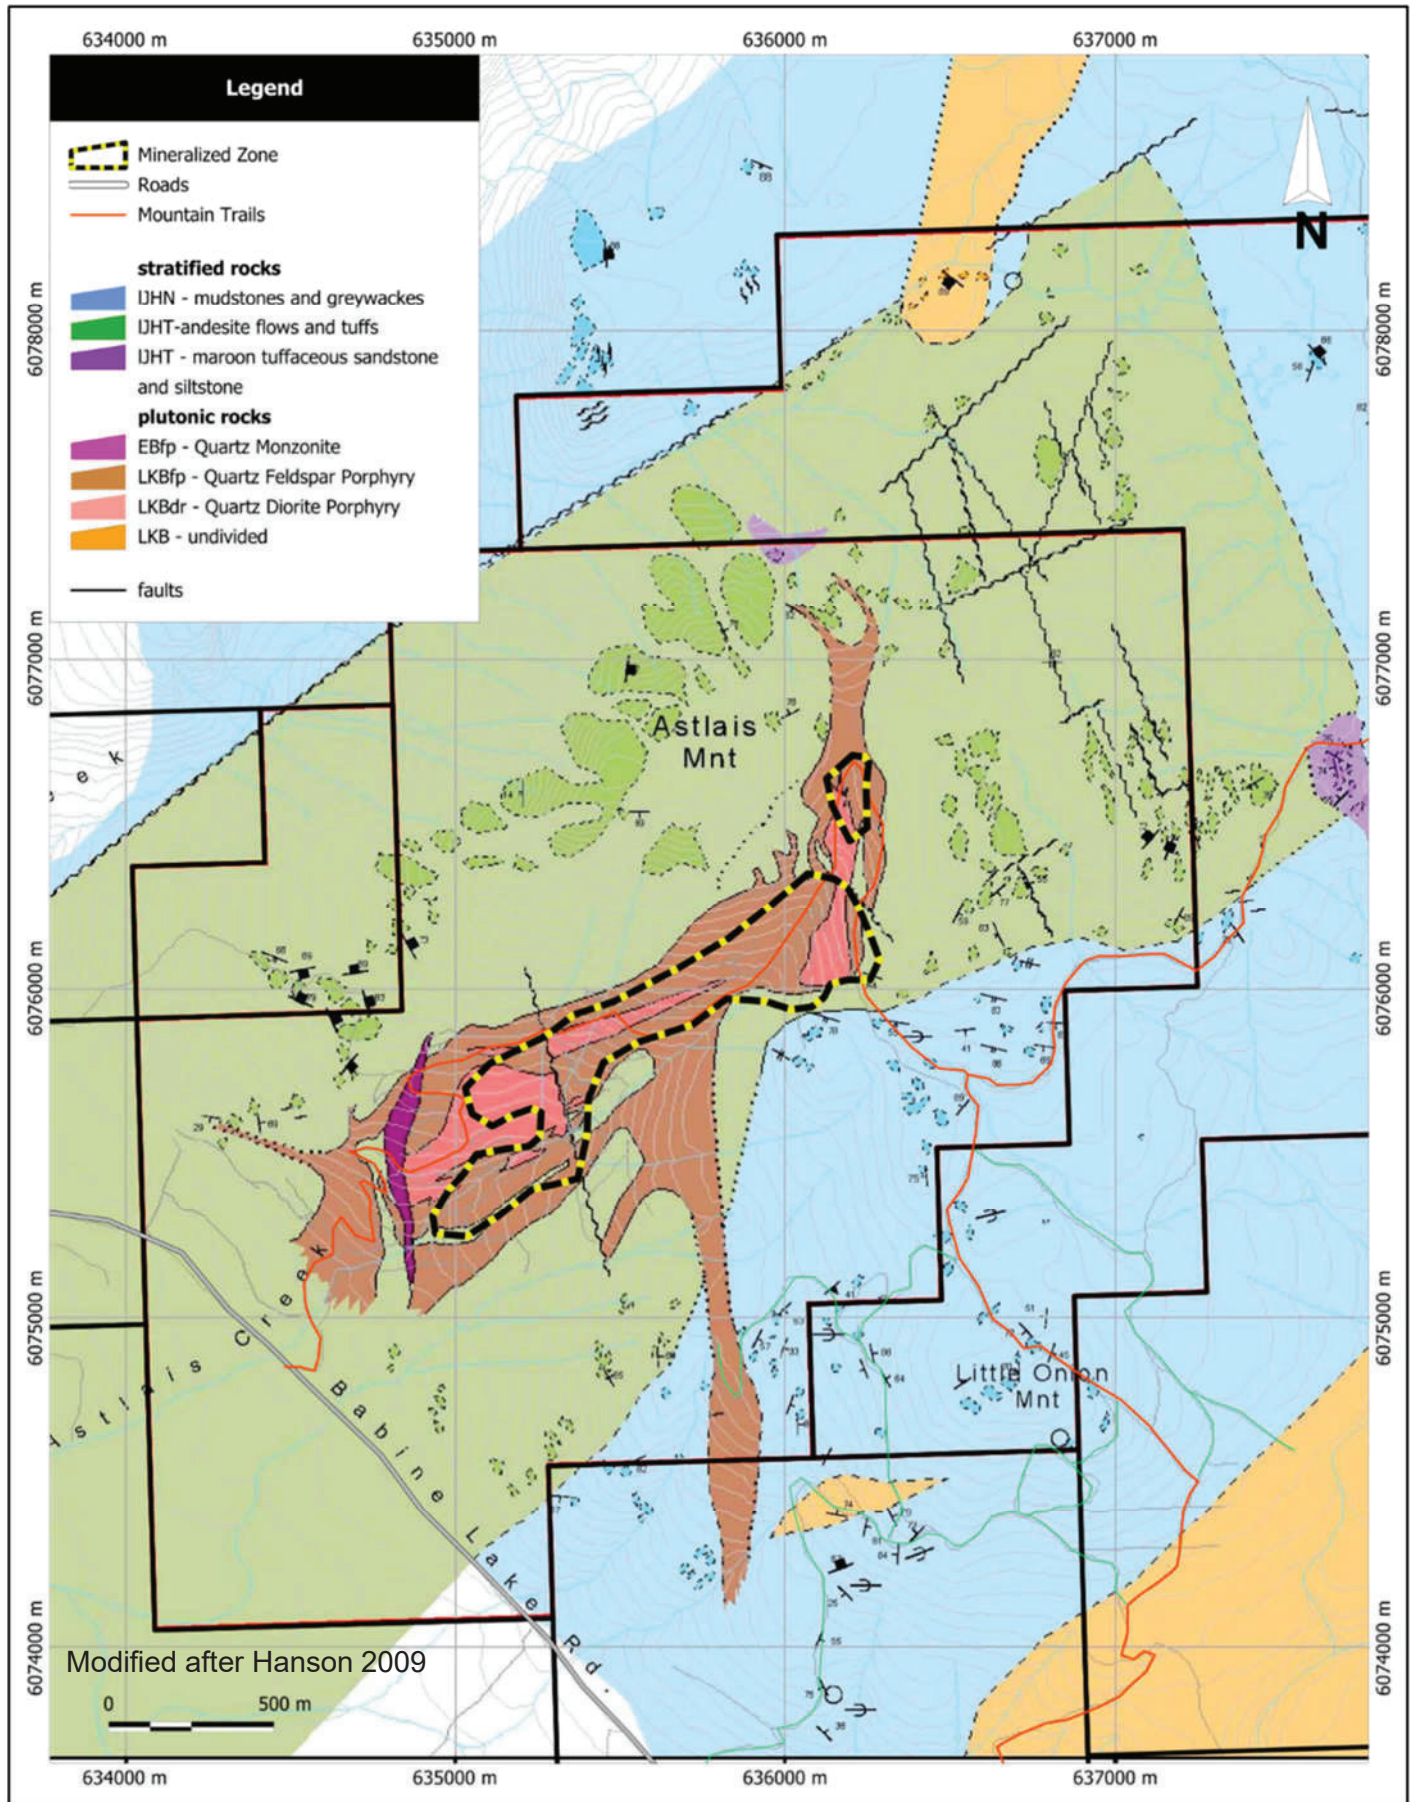 634000 m 635000 m 636000 m 637000 m
Legend
Mineralized Zone
Roads
Mountain Trails
stratified rocks
lJHN - mudstones and greywackes
lJHT-andesite flows and tuffs
lJHT - maroon tuffaceous sandstone
and siltstone
plutonic rocks
EBfp - Quartz Monzonite
LKBfp - Quartz Feldspar Porphyry
LKBdr - Quartz Diorite Porphyry
LKB - undivided
faults
N
6078000 m
6078000 m
6077000 m
6077000 m
6076000 m
6076000 m
6075000 m
6075000 m
6074000 m
6074000 m
e k
Astlais
Mnt
Creek
stlais
Babine Lake Rd.
Little Onion
Mnt
Modified after Hanson 2009
0 500 m
634000 m 635000 m 636000 m 637000 m